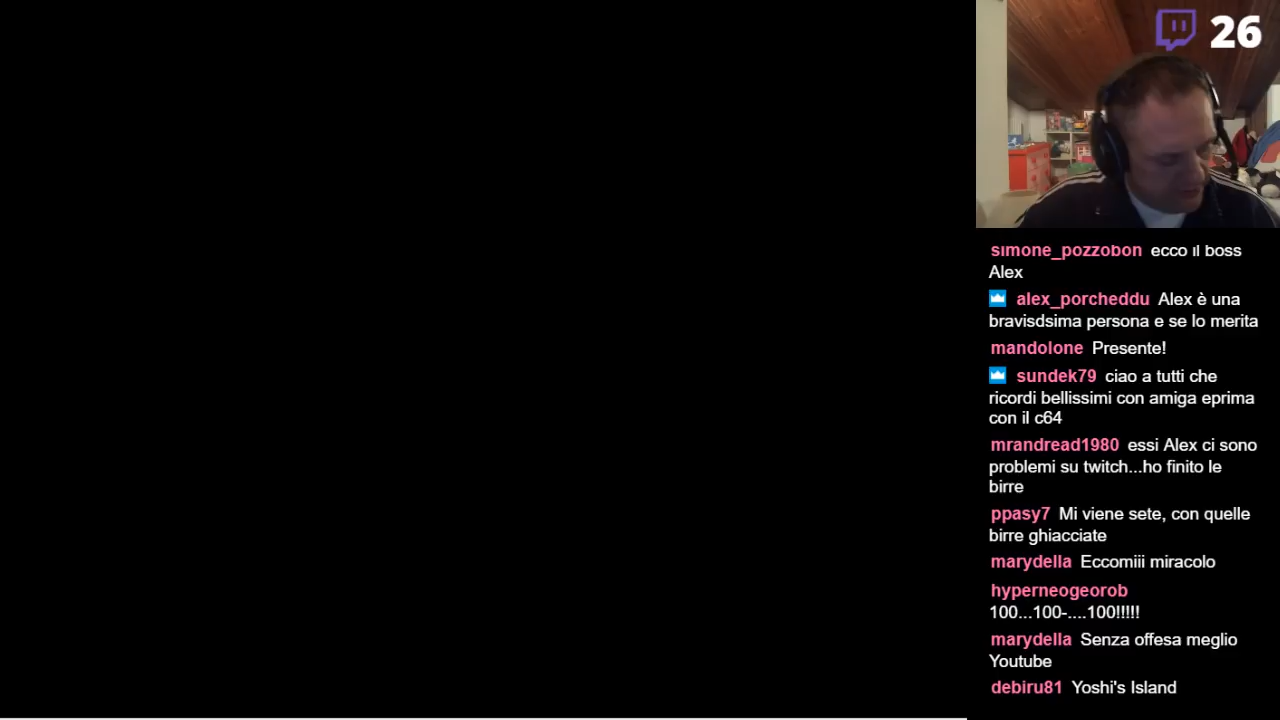 26
simone_pozzobon ecco il boss
Alex
alex_porcheddu Alex è una
bravisdsima persona e se lo merita
mandolone Presente!
sundek79 ciao a tutti che
ricordi bellissimi con amiga eprima
con il c64
mrandread1980 essi Alex ci sono
problemi su twitch...ho finito le
birre
ppasy7 Mi viene sete, con quelle
birre ghiacciate
marydella Eccomiii miracolo
hyperneogeorob
100...100-....100!!!!!
marydella Senza offesa meglio
Youtube
debiru81 Yoshi's Island